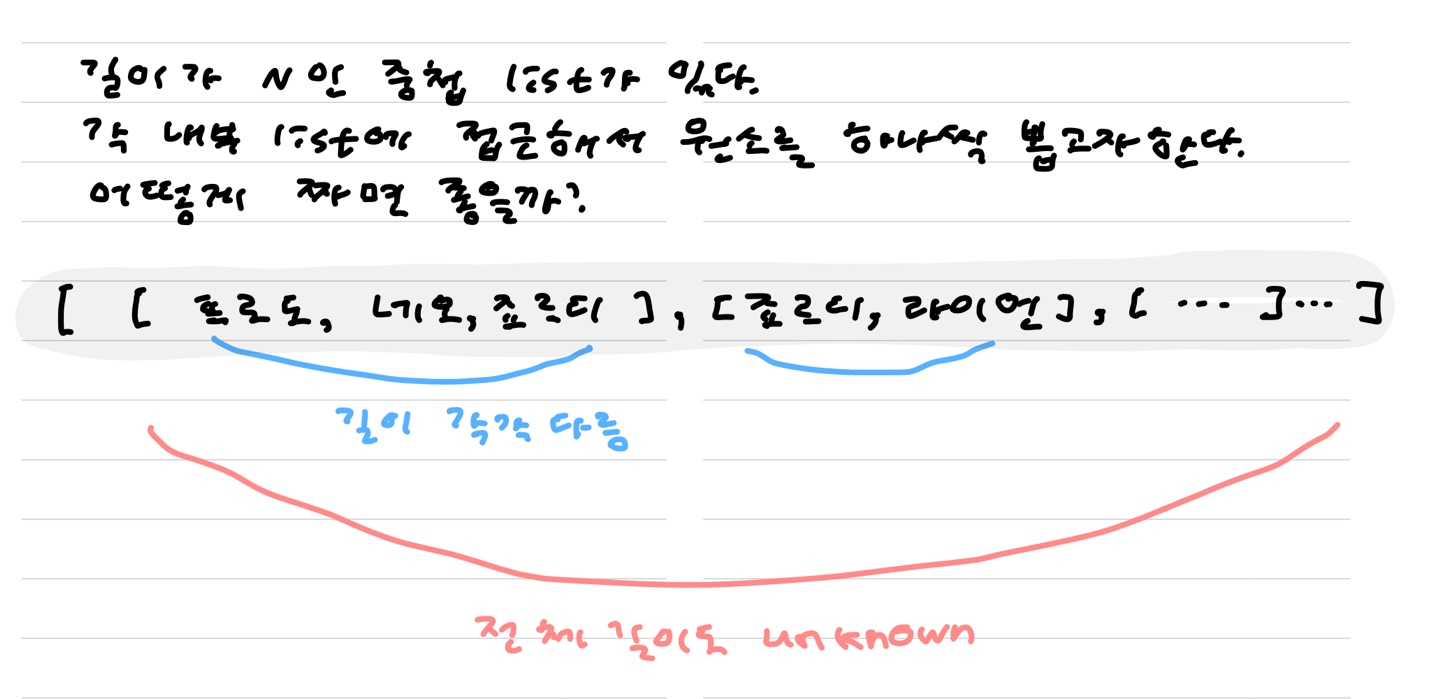 길이가 N인 중첩 list가 있다.
각 내부 list에 접근해서 원소를 하나씩 뽑고자한다.
어떻게 짜면 좋을까?
[ [ 프로도, 네오, 죠르디 ], [죠르디, 라이언], [ ... ]... ]
길이 각각 다름
전체 길이도 unknown